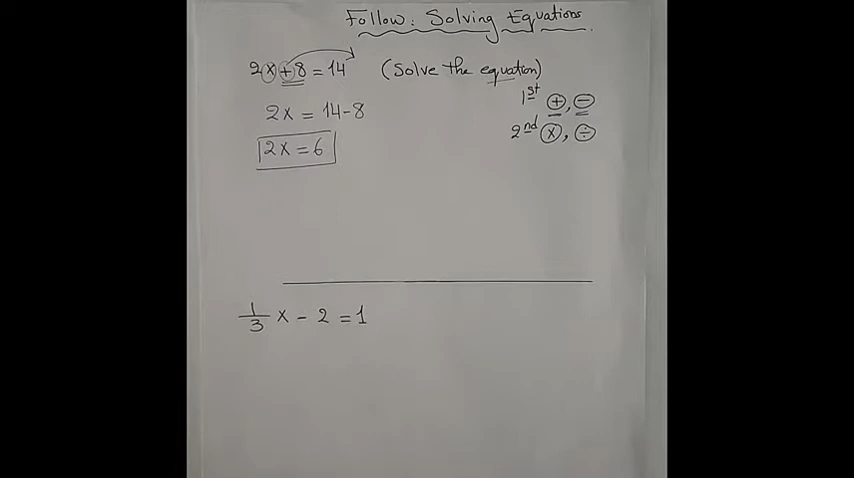 Follow: Solving Equations.
2x + 8 = 14 (Solve the equation)
1st +, -
2x = 14 - 8
2nd x, ÷
2x = 6
1/3 x - 2 = 1